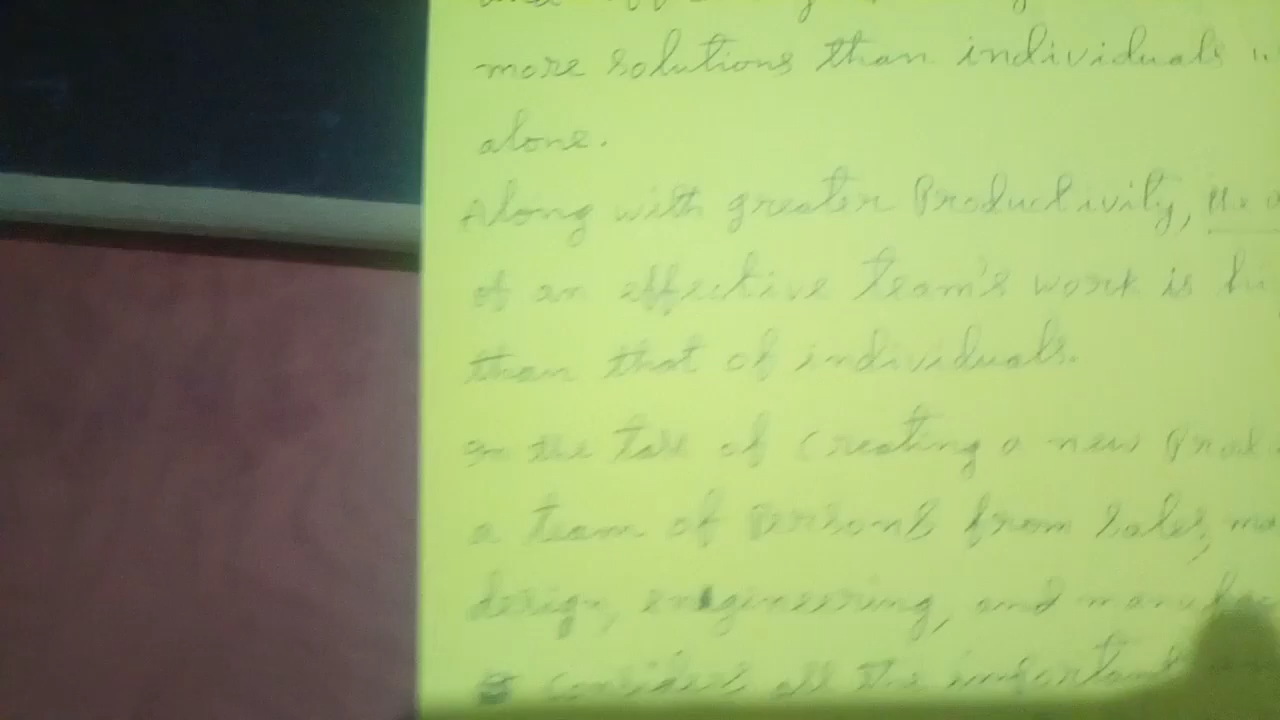 more solutions than individuals
alone.
Along with greater Productivity,
of an effective team's work is
than that of individuals.
the of Creating a new
a team of Persons from Sales,
design, engineering, and
consider all the important